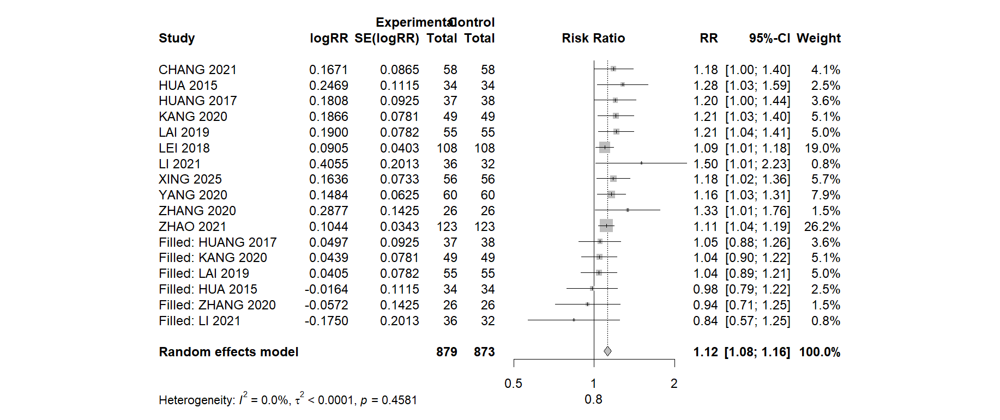 Experimental Control
Study logRR SE(logRR) Total Total Risk Ratio RR 95%-CI Weight
CHANG 2021 0.1671 0.0865 58 58 1.18 [1.00; 1.40] 4.1%
HUA 2015 0.2469 0.1115 34 34 1.28 [1.03; 1.59] 2.5%
HUANG 2017 0.1808 0.0925 37 38 1.20 [1.00; 1.44] 3.6%
KANG 2020 0.1866 0.0781 49 49 1.21 [1.03; 1.40] 5.1%
LAI 2019 0.1900 0.0782 55 55 1.21 [1.04; 1.41] 5.0%
LEI 2018 0.0905 0.0403 108 108 1.09 [1.01; 1.18] 19.0%
LI 2021 0.4055 0.2013 36 32 1.50 [1.01; 2.23] 0.8%
XING 2025 0.1636 0.0733 56 56 1.18 [1.02; 1.36] 5.7%
YANG 2020 0.1484 0.0625 60 60 1.16 [1.03; 1.31] 7.9%
ZHANG 2020 0.2877 0.1425 26 26 1.33 [1.01; 1.76] 1.5%
ZHAO 2021 0.1044 0.0343 123 123 1.11 [1.04; 1.19] 26.2%
Filled: HUANG 2017 0.0497 0.0925 37 38 1.05 [0.88; 1.26] 3.6%
Filled: KANG 2020 0.0439 0.0781 49 49 1.04 [0.90; 1.22] 5.1%
Filled: LAI 2019 0.0405 0.0782 55 55 1.04 [0.89; 1.21] 5.0%
Filled: HUA 2015 -0.0164 0.1115 34 34 0.98 [0.79; 1.22] 2.5%
Filled: ZHANG 2020 -0.0572 0.1425 26 26 0.94 [0.71; 1.25] 1.5%
Filled: LI 2021 -0.1750 0.2013 36 32 0.84 [0.57; 1.25] 0.8%
Random effects model 879 873 1.12 [1.08; 1.16] 100.0%
0.5 1 2
Heterogeneity: I² = 0.0%, τ² < 0.0001, p = 0.4581 0.8